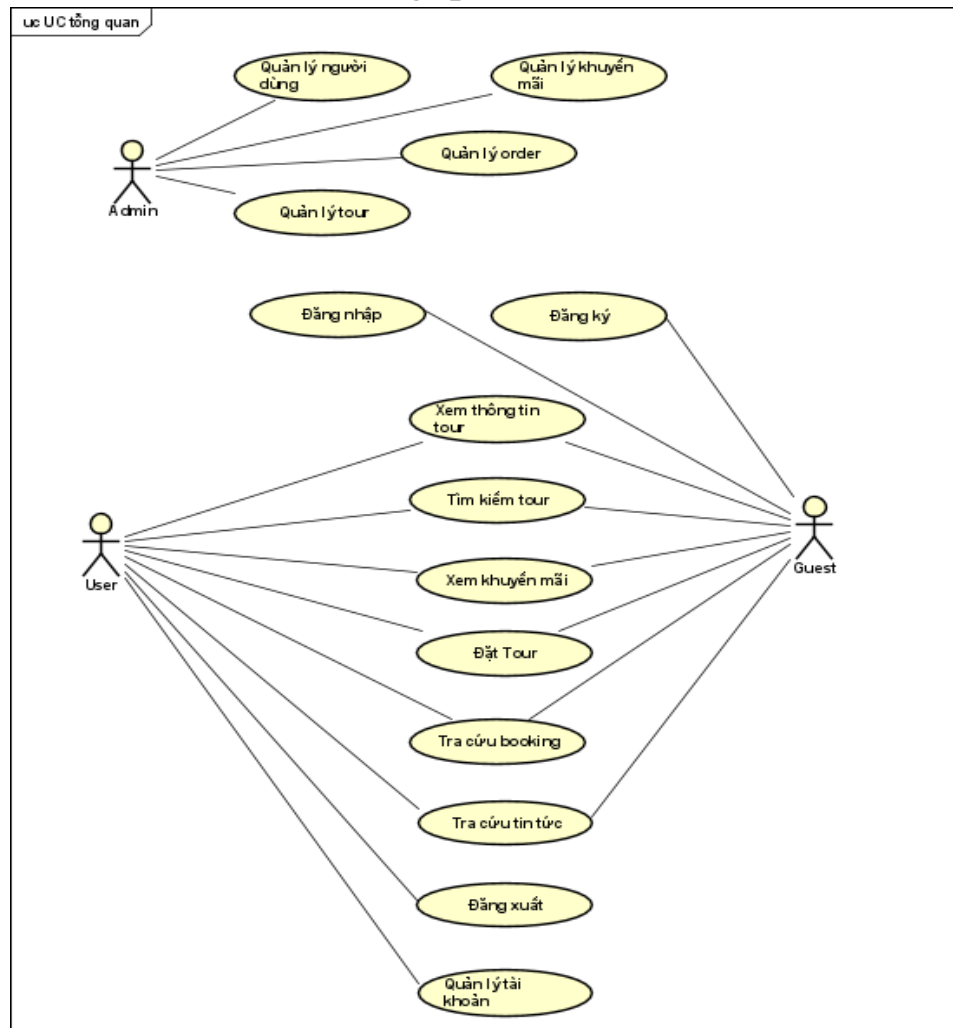 uc UC tổng quan
Quản lý người
dùng
Quản lý khuyến
mãi
Quản lý order
Admin
Quản lý tour
Đăng nhập
Đăng ký
Xem thông tin
tour
Tìm kiếm tour
User
Guest
Xem khuyến mãi
Đặt Tour
Tra cứu booking
Tra cứu tin tức
Đăng xuất
Quản lý tài
khoản